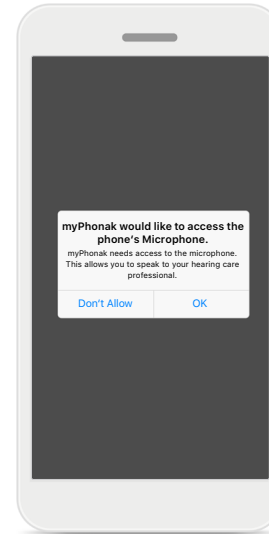 myPhonak would like to access the
phone’s Microphone.
myPhonak needs access to the microphone.
This allows you to speak to your hearing care
professional.
Don’t Allow
OK